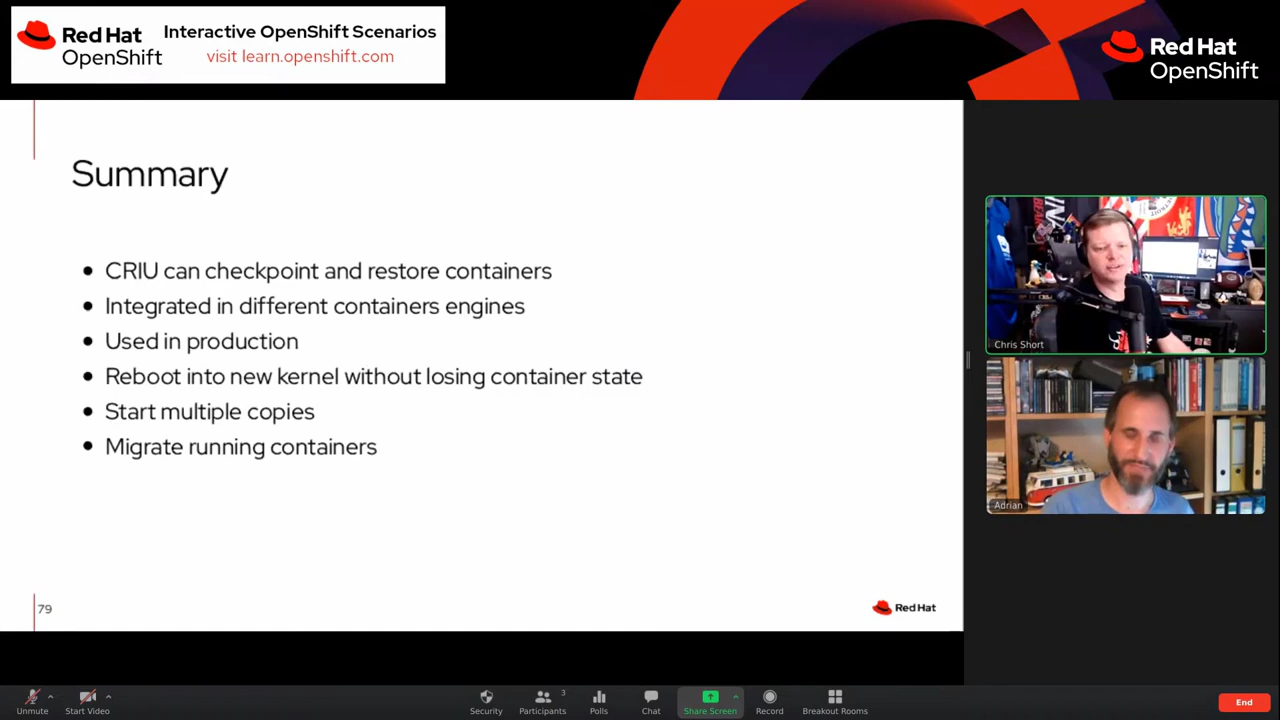 Red Hat
OpenShift
Interactive OpenShift Scenarios
visit learn.openshift.com
Red Hat
OpenShift
Summary
• CRIU can checkpoint and restore containers
• Integrated in different containers engines
• Used in production
• Reboot into new kernel without losing container state
• Start multiple copies
• Migrate running containers
79
Red Hat
Chris Short
Adrian
Unmute
Start Video
Security
Participants
3
Polls
Chat
Share Screen
Record
Breakout Rooms
End